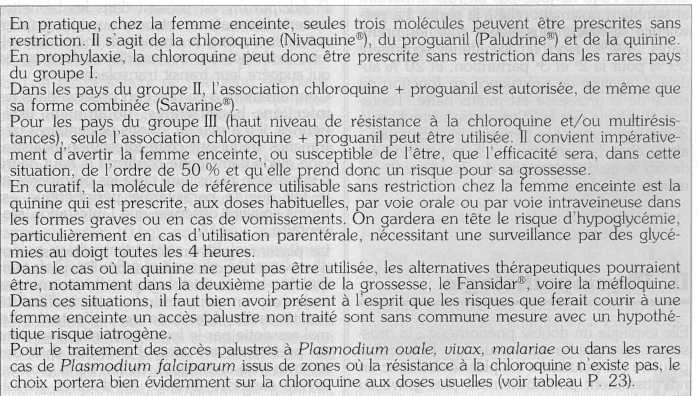 En pratique, chez la femme enceinte, seules trois molécules peuvent être prescrites sans
restriction. Il s'agit de la chloroquine (Nivaquine®), du proguanil (Paludrine®) et de la quinine.
En prophylaxie, la chloroquine peut donc être prescrite sans restriction dans les rares pays
du groupe I.
Dans les pays du groupe II, l'association chloroquine + proguanil est autorisée, de même que
sa forme combinée (Savarine®).
Pour les pays du groupe III (haut niveau de résistance à la chloroquine et/ou multirésis-
tances), seule l'association chloroquine + proguanil peut être utilisée. Il convient impérative-
ment d'avertir la femme enceinte, ou susceptible de l'être, que l'efficacité sera, dans cette
situation, de l'ordre de 50 % et qu'elle prend donc un risque pour sa grossesse.
En curatif, la molécule de référence utilisable sans restriction chez la femme enceinte est la
quinine qui est prescrite, aux doses habituelles, par voie orale ou par voie intraveineuse dans
les formes graves ou en cas de vomissements. On gardera en tête le risque d'hypoglycémie,
particulièrement en cas d'utilisation parentérale, nécessitant une surveillance par des glycé-
mies au doigt toutes les 4 heures.
Dans le cas où la quinine ne peut pas être utilisée, les alternatives thérapeutiques pourraient
être, notamment dans la deuxième partie de la grossesse, le Fansidar®, voire la méfloquine.
Dans ces situations, il faut bien avoir présent à l'esprit que les risques que ferait courir à une
femme enceinte un accès palustre non traité sont sans commune mesure avec un hypothé-
tique risque iatrogène.
Pour le traitement des accès palustres à Plasmodium ovale, vivax, malariae ou dans les rares
cas de Plasmodium falciparum issus de zones où la résistance à la chloroquine n'existe pas, le
choix portera bien évidemment sur la chloroquine aux doses usuelles (voir tableau P. 23).